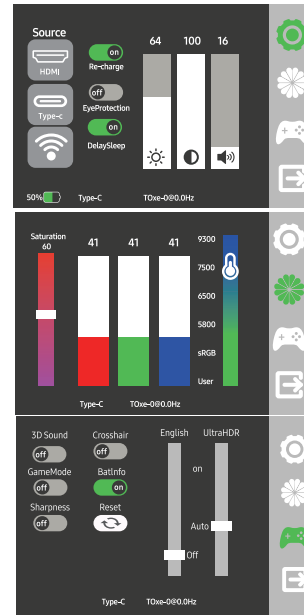 Source
64 100 16
HDMI
on
Re-charge
off
EyeProtection
Type-c
on
DelaySleep
50% Type-C TOxe-0@0.0Hz
Saturation
60
41 41 41
9300
7500
6500
5800
sRGB
User
Type-C TOxe-0@0.0Hz
3D Sound Crosshair English UltraHDR
off off
GameMode BatInfo
off on
on
Sharpness Reset
off
Auto
Off
Type-C TOxe-0@0.0Hz